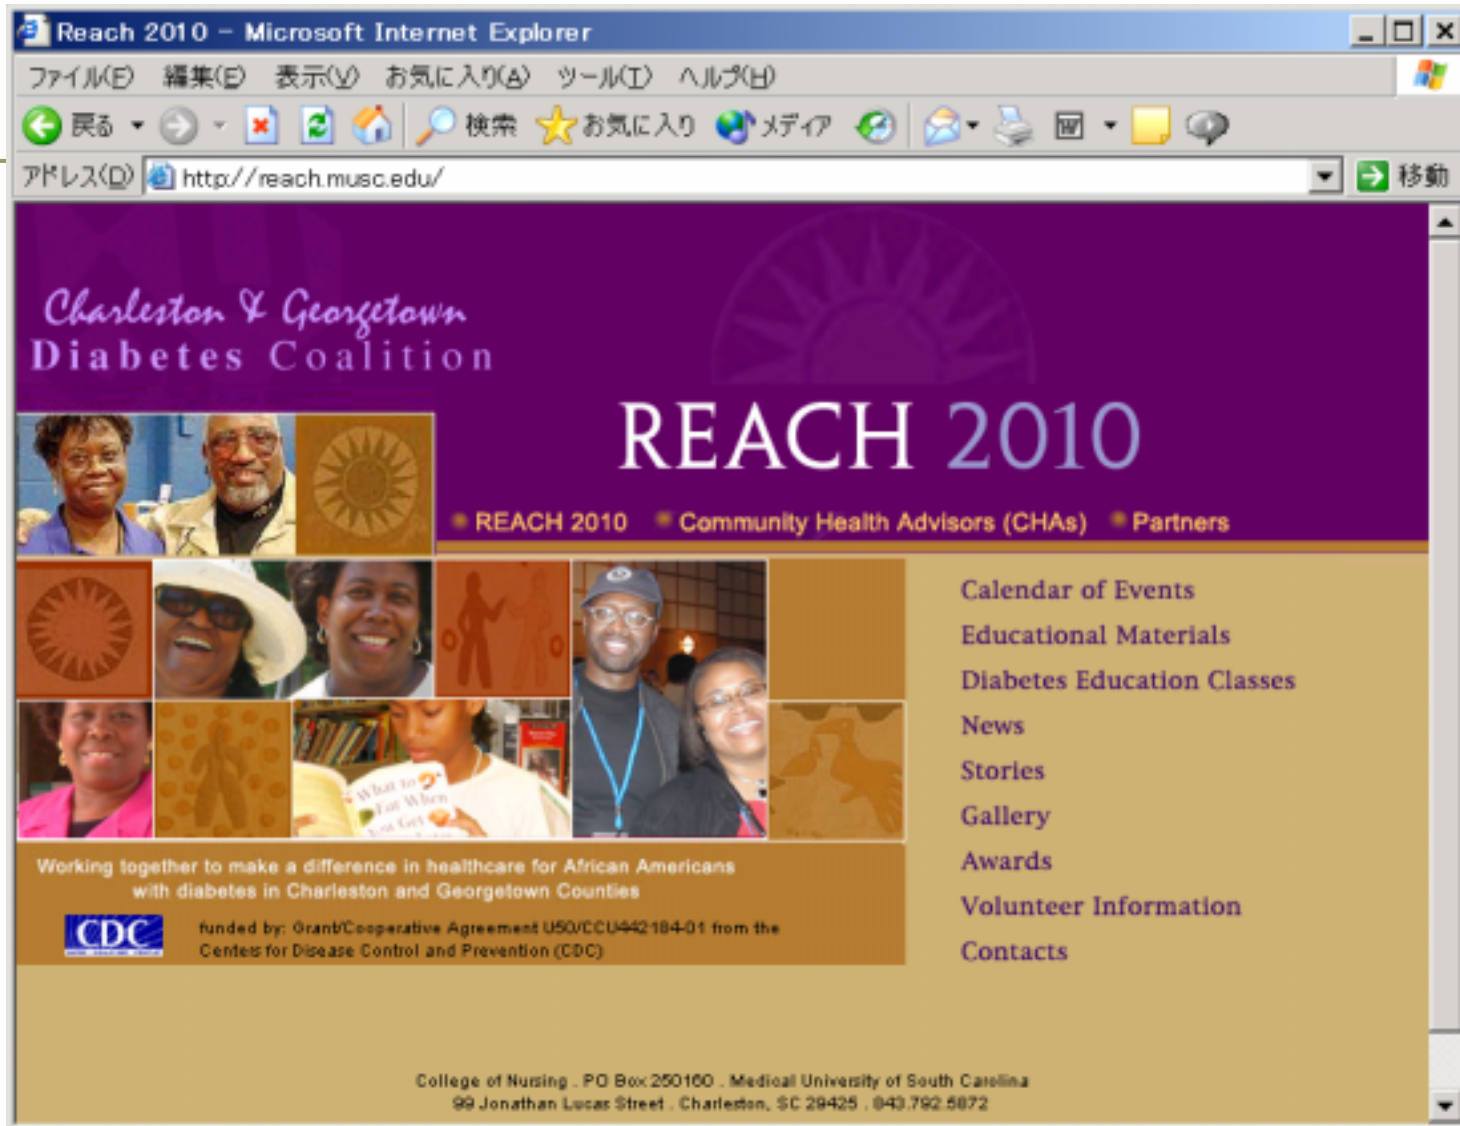 Reach 2010 - Microsoft Internet Explorer
ファイル(F) 編集(E) 表示(V) お気に入り(A) ツール(T) ヘルプ(H)
戻る 検索 お気に入り メディア
アドレス(D) http://reach.musc.edu/ 移動
Charleston & Georgetown
Diabetes Coalition
REACH 2010
REACH 2010 Community Health Advisors (CHAs) Partners
Calendar of Events
Educational Materials
Diabetes Education Classes
News
Stories
Gallery
Awards
Volunteer Information
Contacts
What to
Eat When
You Get
Working together to make a difference in healthcare for African Americans
with diabetes in Charleston and Georgetown Counties
CDC
funded by: Grant/Cooperative Agreement U50/CCU442184-01 from the
Centers for Disease Control and Prevention (CDC)
College of Nursing . PO Box 250160 . Medical University of South Carolina
99 Jonathan Lucas Street . Charleston, SC 29425 . 843.792.5872